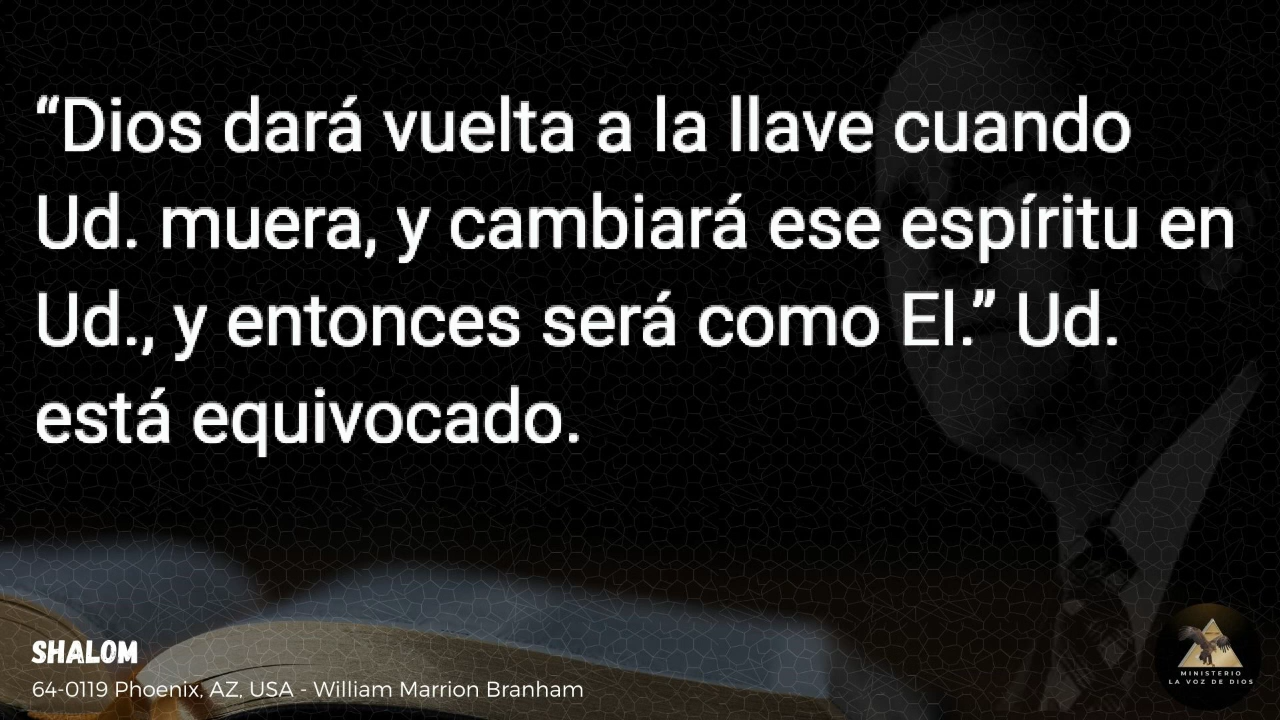 “Dios dará vuelta a la llave cuando
Ud. muera, y cambiará ese espíritu en
Ud., y entonces será como El.” Ud.
está equivocado.
SHALOM
64-0119 Phoenix, AZ, USA - William Marrion Branham
MINISTERIO
LA VOZ DE DIOS